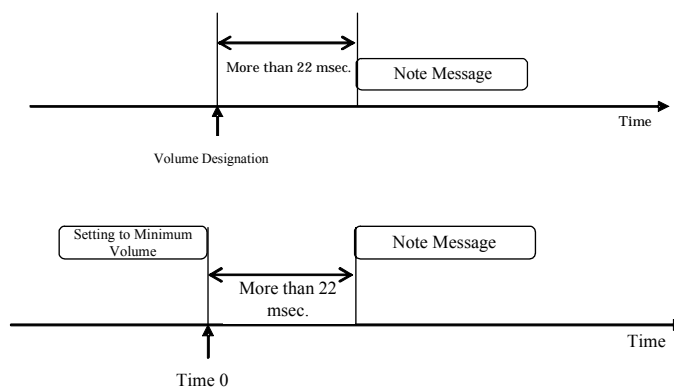 More than 22 msec.
Note Message
Time
Volume Designation
Setting to Minimum
Volume
Note Message
More than 22
msec.
Time
Time 0